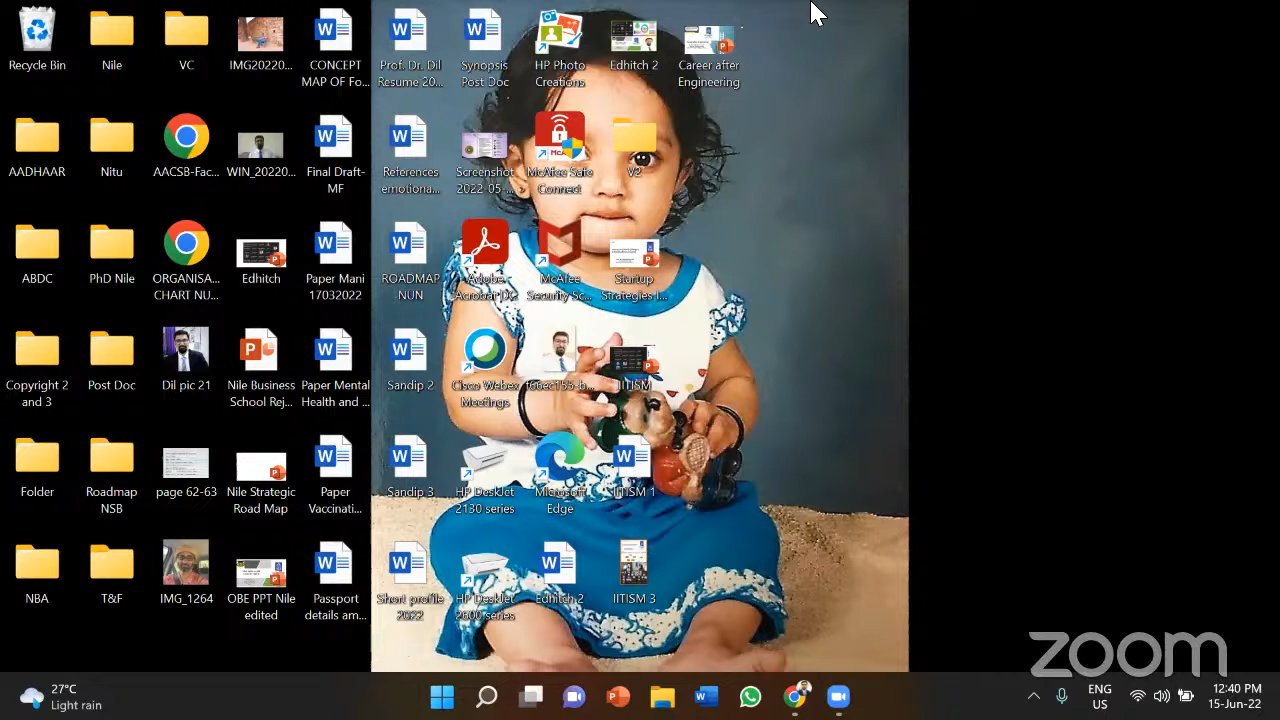 Recycle Bin
Nile
VC
IMG20220...
CONCEPT
MAP OF Fo...
Prof. Dr. Dil
Resume 20...
Synopsis
Post Doc
HP Photo
Creations
Edhitch 2
Career after
Engineering
AADHAAR
Nitu
AACSB-Fac...
WIN_20220...
Final Draft-
MF
References
emotiona...
Screenshot
2022-05-...
McAfee Safe
Connect
V2
ABDC
PhD Nile
ORGANISA...
CHART NU...
Edhitch
Paper Mani
17032022
ROADMAP
NUN
Adobe
Acrobat DC
McAfee
Security Sc...
Startup
Strategies I...
Copyright 2
and 3
Post Doc
Dil pic 21
Nile Business
School Rej...
Paper Mental
Health and ...
Sandip 2
Cisco Webex
Meetings
IITISM
Folder
Roadmap
NSB
page 62-63
Nile Strategic
Road Map
Paper
Vaccinati...
Sandip 3
HP DeskJet
2130 series
Microsoft
Edge
IITISM 1
NBA
T&F
IMG_1264
OBE PPT Nile
edited
Passport
details am...
Short profile
2022
HP DeskJet
2600 series
Edhitch 2
IITISM 3
zoom
27°C
Light rain
ENG
US
12:40 PM
15-Jun-22